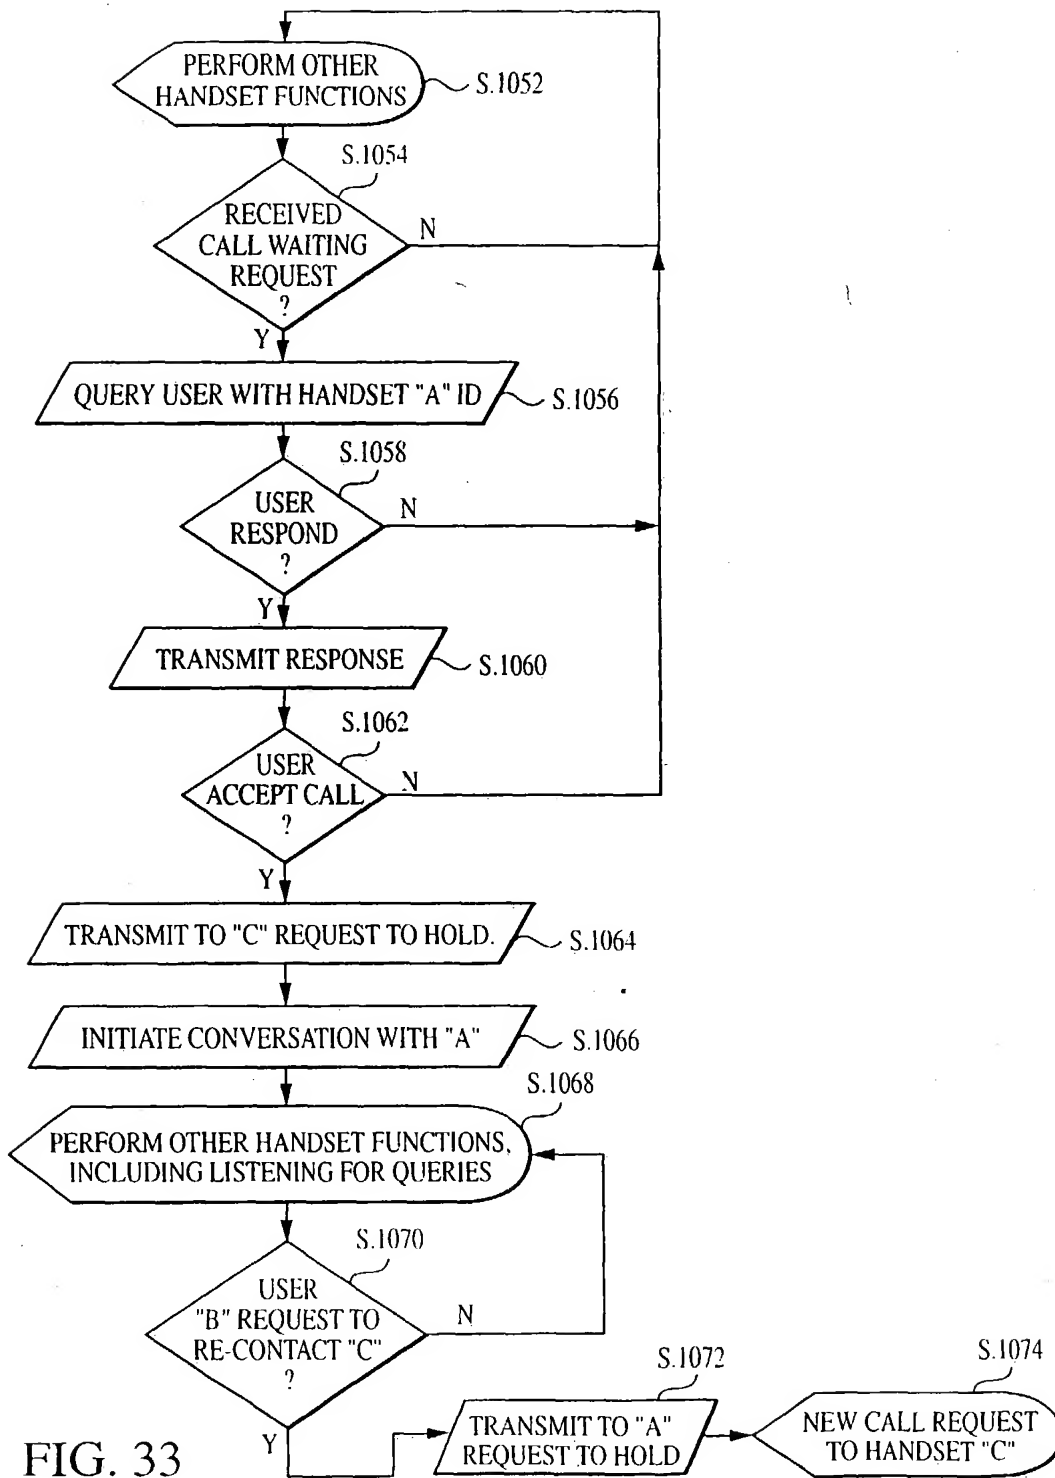 PERFORM OTHER
HANDSET FUNCTIONS
S.1052
S.1054
RECEIVED
CALL WAITING
REQUEST
?
N
Y
QUERY USER WITH HANDSET "A" ID
S.1056
S.1058
USER
RESPOND
?
N
Y
TRANSMIT RESPONSE
S.1060
S.1062
USER
ACCEPT CALL
?
N
Y
TRANSMIT TO "C" REQUEST TO HOLD.
S.1064
INITIATE CONVERSATION WITH "A"
S.1066
S.1068
PERFORM OTHER HANDSET FUNCTIONS,
INCLUDING LISTENING FOR QUERIES
S.1070
USER
"B" REQUEST TO
RE-CONTACT "C"
?
N
Y
S.1072
TRANSMIT TO "A"
REQUEST TO HOLD
S.1074
NEW CALL REQUEST
TO HANDSET "C"
FIG. 33